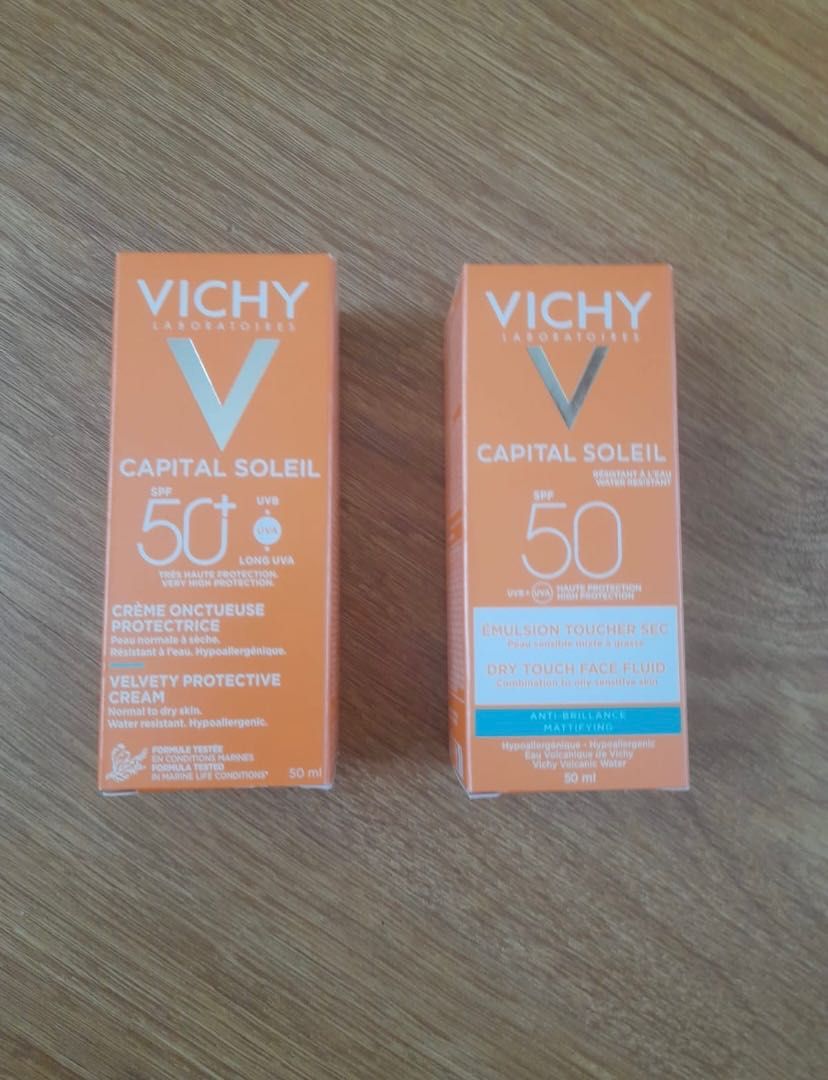 VICHY
LABORATOIRES
CAPITAL SOLEIL
SPF
50+
UVB
UVA
LONG UVA
TRÈS HAUTE PROTECTION.
VERY HIGH PROTECTION.
CRÈME ONCTUEUSE
PROTECTRICE
Peau normale à sèche.
Résistant à l'eau. Hypoallergénique.
VELVETY PROTECTIVE
CREAM
Normal to dry skin.
Water resistant. Hypoallergenic.
FORMULE TESTÉE
EN CONDITIONS MARINES
FORMULA TESTED
IN MARINE LIFE CONDITIONS*
50 ml
VICHY
LABORATOIRES
CAPITAL SOLEIL
RÉSISTANT À L'EAU
WATER RESISTANT
SPF
50
UVB + UVA
HAUTE PROTECTION
HIGH PROTECTION
ÉMULSION TOUCHER SEC
Peau sensible mixte à grasse
DRY TOUCH FACE FLUID
Combination to oily sensitive skin
ANTI-BRILLANCE
MATTIFYING
Hypoallergénique - Hypoallergenic
Eau Volcanique de Vichy
Vichy Volcanic Water
50 ml